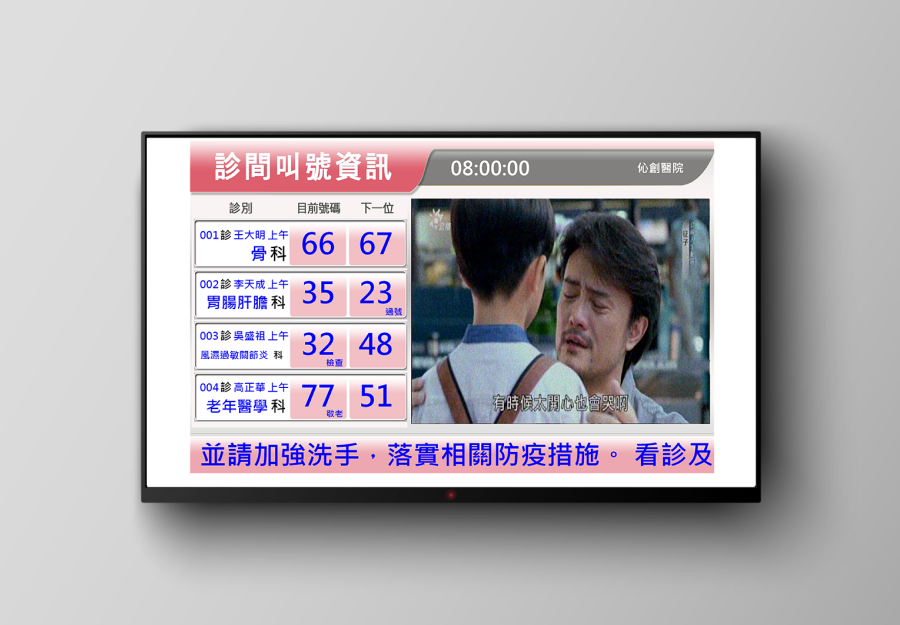 診間叫號資訊
08:00:00
伈創醫院
診別 目前號碼 下一位
001診 王大明 上午
骨 科
66 67
002診 李天成 上午
胃腸肝膽 科
35 23
過號
003診 吳盛祖 上午
風濕過敏關節炎 科
32 48
檢查
004診 高正華 上午
老年醫學 科
77 51
敬老
有時候太開心也會哭啊
並請加強洗手，落實相關防疫措施。 看診及